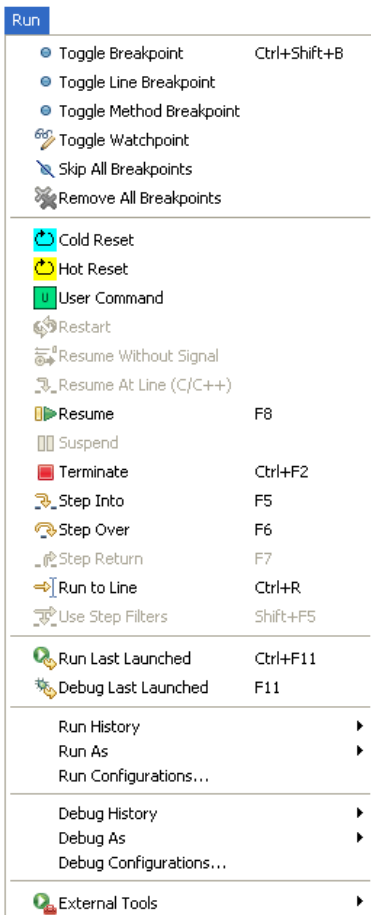 Run
Toggle Breakpoint Ctrl+Shift+B
Toggle Line Breakpoint
Toggle Method Breakpoint
Toggle Watchpoint
Skip All Breakpoints
Remove All Breakpoints
Cold Reset
Hot Reset
U User Command
Restart
Resume Without Signal
Resume At Line (C/C++)
Resume F8
Suspend
Terminate Ctrl+F2
Step Into F5
Step Over F6
Step Return F7
Run to Line Ctrl+R
Use Step Filters Shift+F5
Run Last Launched Ctrl+F11
Debug Last Launched F11
Run History
Run As
Run Configurations...
Debug History
Debug As
Debug Configurations...
External Tools